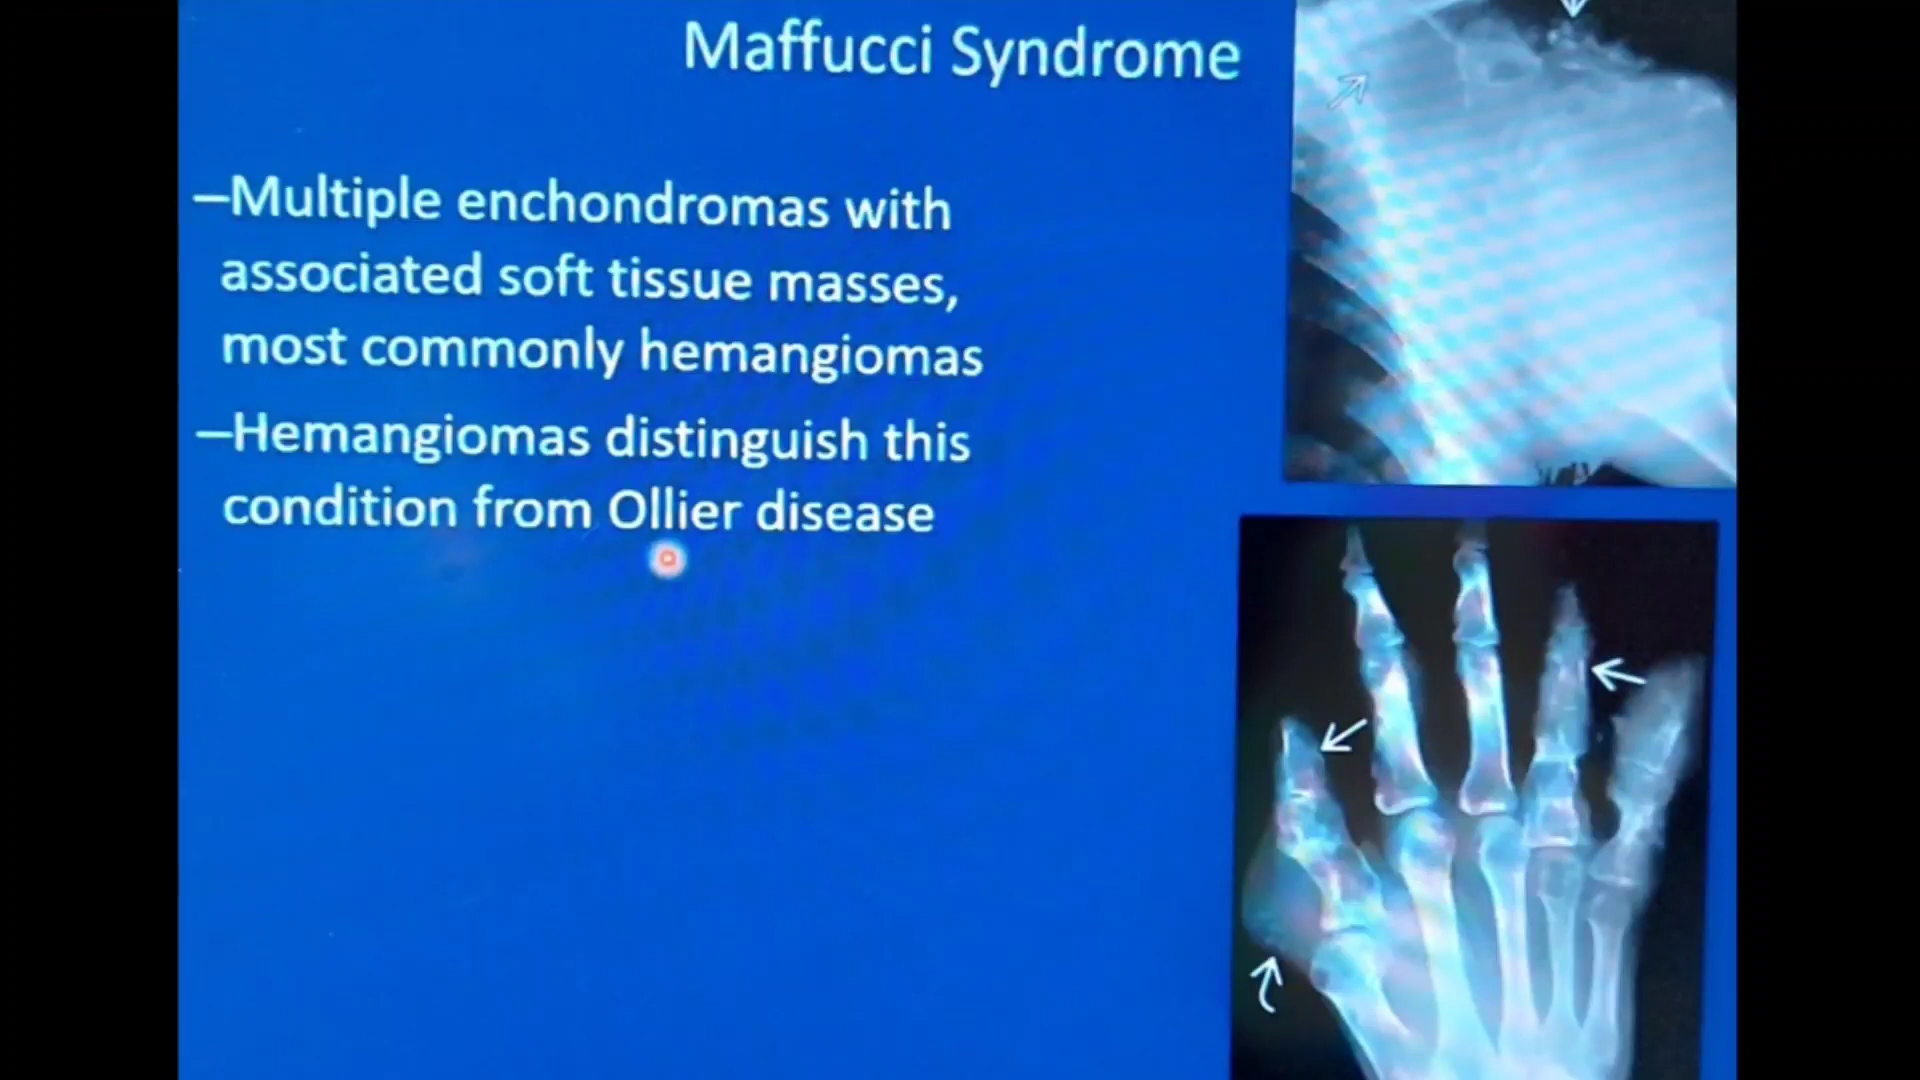 Maffucci Syndrome
–Multiple enchondromas with
associated soft tissue masses,
most commonly hemangiomas
–Hemangiomas distinguish this
condition from Ollier disease